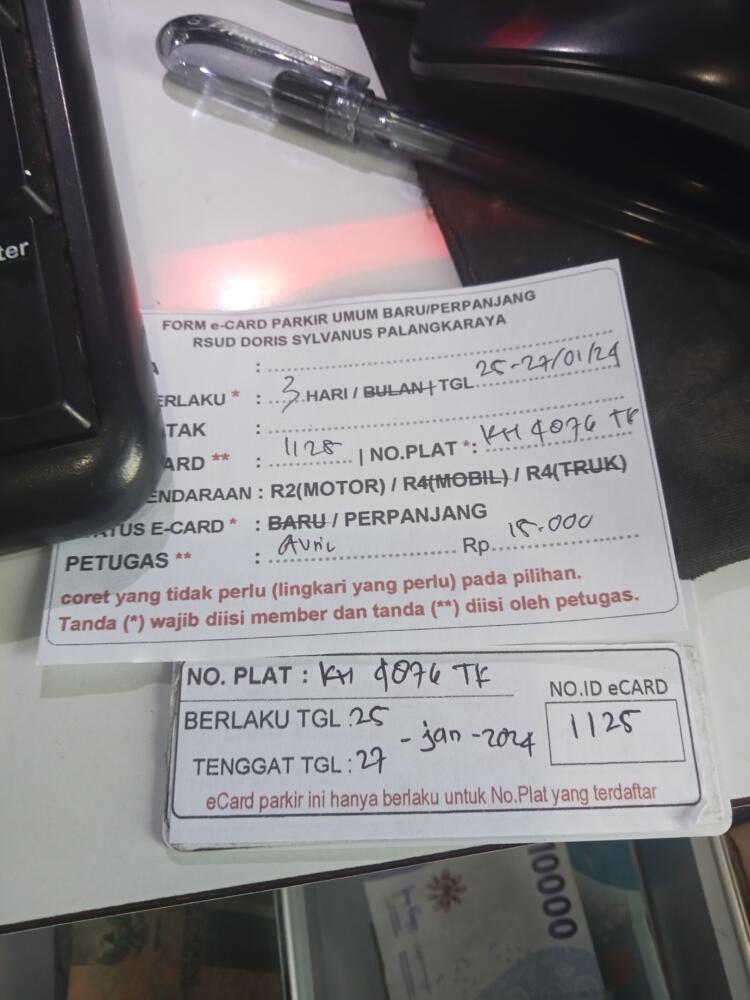 ter
FORM e-CARD PARKIR UMUM BARU/PERPANJANG
RSUD DORIS SYLVANUS PALANGKARAYA
A :
ERLAKU * : 3 HARI / BULAN / TGL 25-27/01/24
TAK :
ARD ** : 1125 | NO.PLAT *: KH 4076 TK
ENDARAAN : R2(MOTOR) / R4(MOBIL) / R4(TRUK)
ATUS E-CARD * : BARU / PERPANJANG
PETUGAS ** : Avril Rp 15.000
coret yang tidak perlu (lingkari yang perlu) pada pilihan.
Tanda (*) wajib diisi member dan tanda (**) diisi oleh petugas.
NO. PLAT : KH 4076 TK
NO.ID eCARD
1125
BERLAKU TGL : 25
- jan - 2024
TENGGAT TGL : 27
eCard parkir ini hanya berlaku untuk No.Plat yang terdaftar
10000